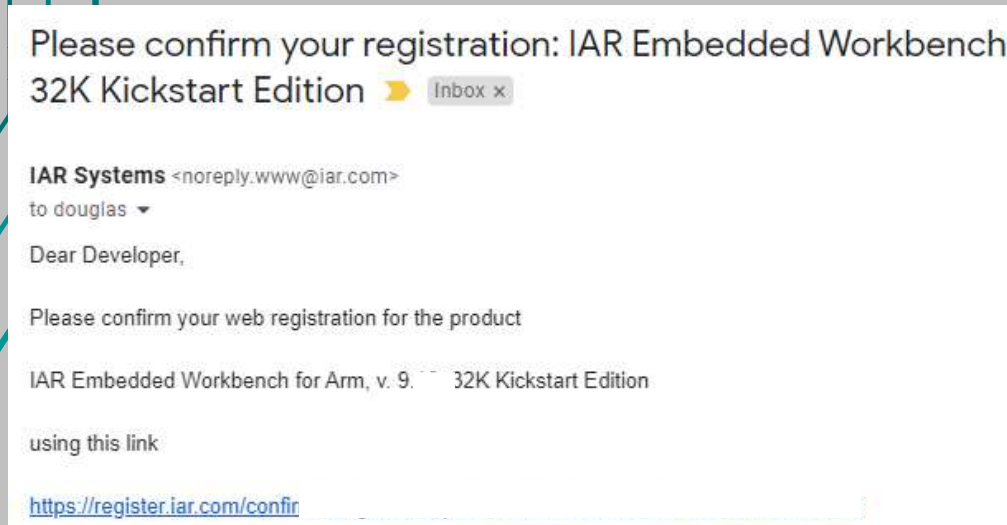 Please confirm your registration: IAR Embedded Workbench
32K Kickstart Edition Inbox x
IAR Systems <noreply.www@iar.com>
to douglas
Dear Developer,
Please confirm your web registration for the product
IAR Embedded Workbench for Arm, v. 9. 32K Kickstart Edition
using this link
https://register.iar.com/confir